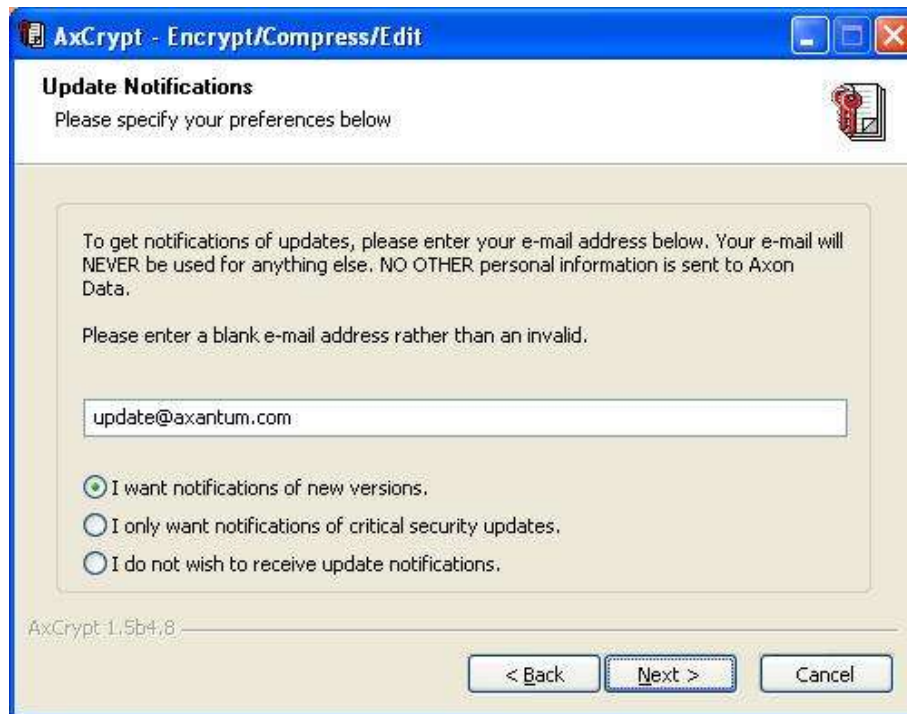 AxCrypt - Encrypt/Compress/Edit
Update Notifications
Please specify your preferences below
To get notifications of updates, please enter your e-mail address below. Your e-mail will
NEVER be used for anything else. NO OTHER personal information is sent to Axon
Data.
Please enter a blank e-mail address rather than an invalid.
update@axantum.com
I want notifications of new versions.
I only want notifications of critical security updates.
I do not wish to receive update notifications.
AxCrypt 1.5b4.8
< Back
Next >
Cancel